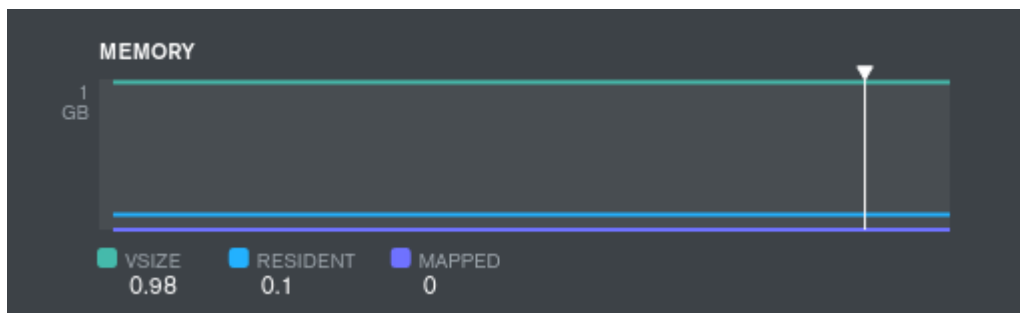 MEMORY
1
GB
VSIZE RESIDENT MAPPED
0.98 0.1 0